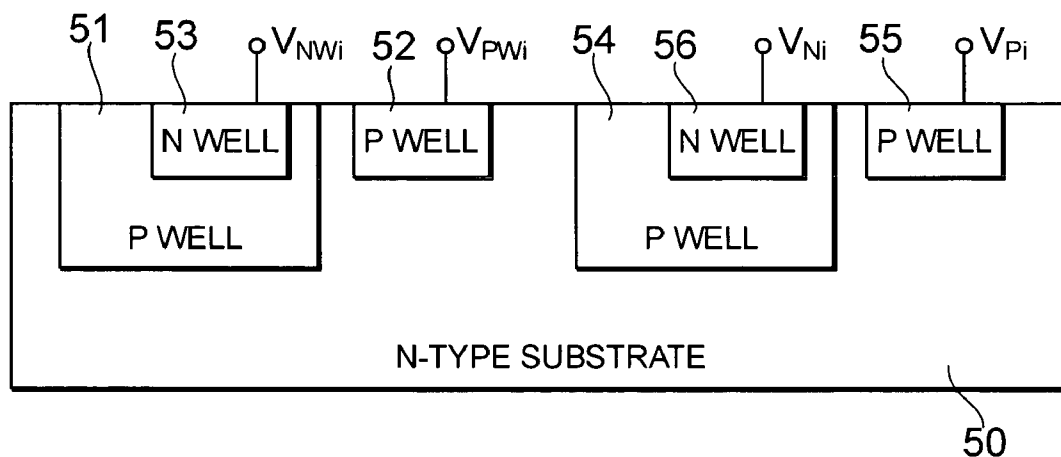 51 53 V_NWi 52 V_PWi 54 56 V_Ni 55 V_Pi
N WELL P WELL N WELL P WELL
P WELL P WELL
N-TYPE SUBSTRATE
50